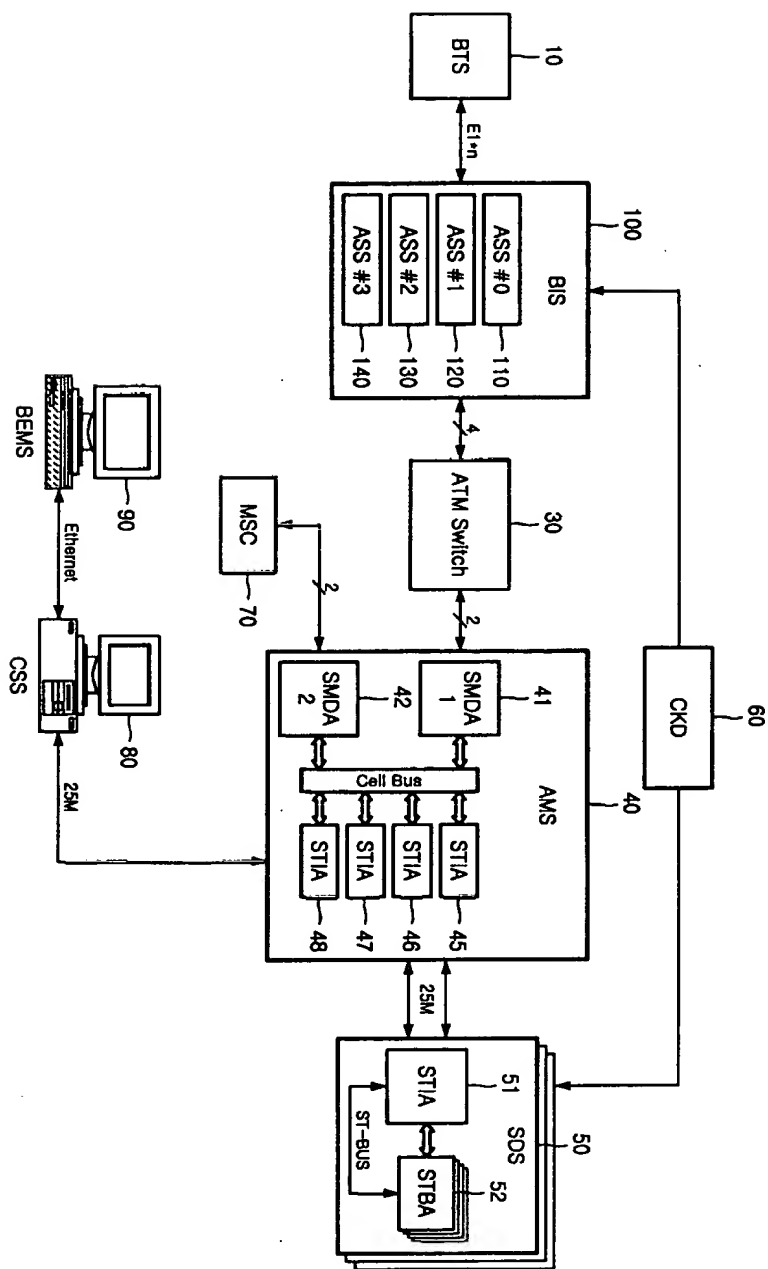 60
CKD
10
BTS
E1*n
100
BIS
ASS #0
110
ASS #1
120
ASS #2
130
ASS #3
140
4
30
ATM Switch
2
40
AMS
41
SMDA
1
42
SMDA
2
Cell Bus
STIA
45
STIA
46
STIA
47
STIA
48
25M
50
SDS
51
STIA
52
STBA
ST-BUS
MSC
70
2
90
BEMS
Ethernet
80
CSS
25M